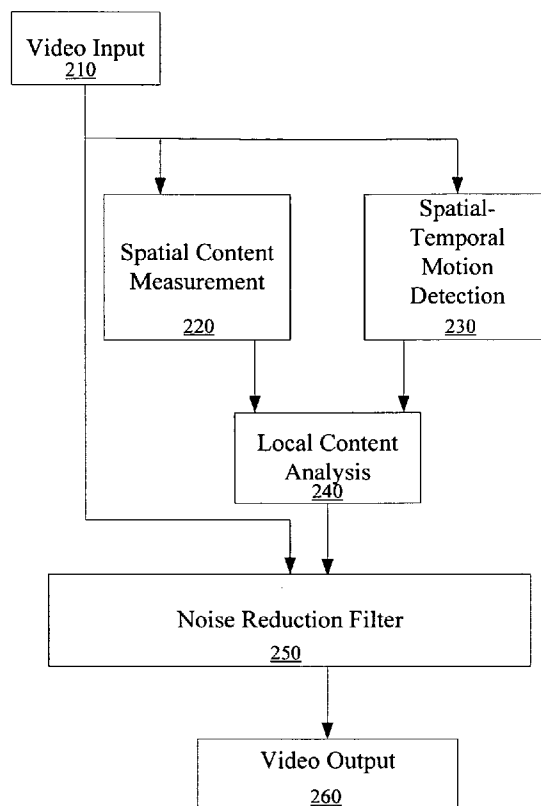 Video Input
210
Spatial Content
Measurement
220
Spatial-
Temporal
Motion
Detection
230
Local Content
Analysis
240
Noise Reduction Filter
250
Video Output
260